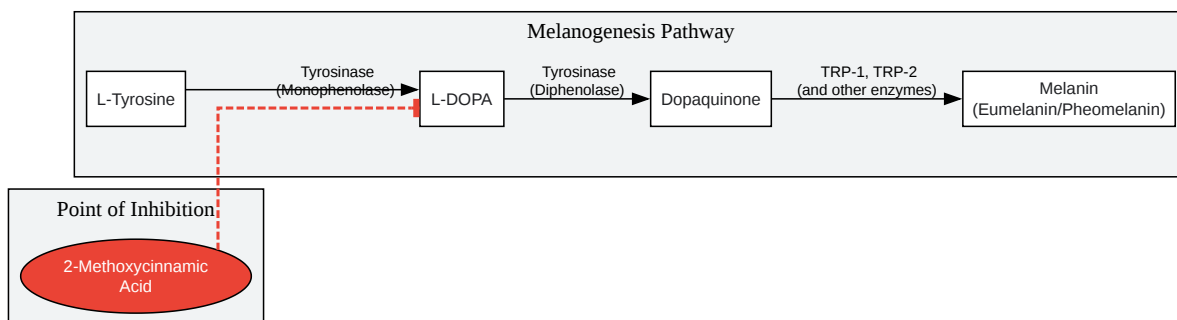 Melanogenesis Pathway
L-Tyrosine
Tyrosinase
(Monophenolase)
L-DOPA
Tyrosinase
(Diphenolase)
Dopaquinone
TRP-1, TRP-2
(and other enzymes)
Melanin
(Eumelanin/Pheomelanin)
Point of Inhibition
2-Methoxycinnamic
Acid